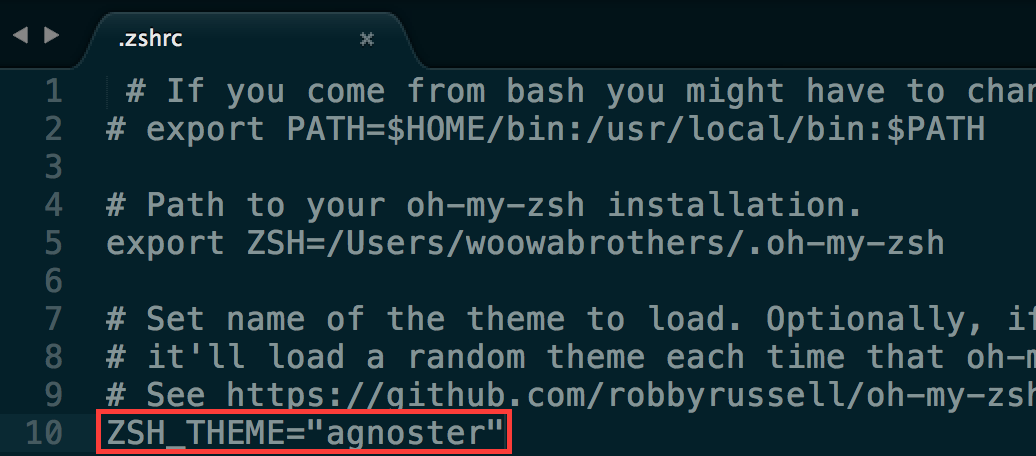 .zshrc
1 # If you come from bash you might have to
2 # export PATH=$HOME/bin:/usr/local/bin:$PATH
3
4 # Path to your oh-my-zsh installation.
5 export ZSH=/Users/woowabrothers/.oh-my-zsh
6
7 # Set name of the theme to load. Optionally, if
8 # it'll load a random theme each time that
9 # See https://github.com/robbyrussell/oh-my-zsh
10 ZSH_THEME="agnoster"